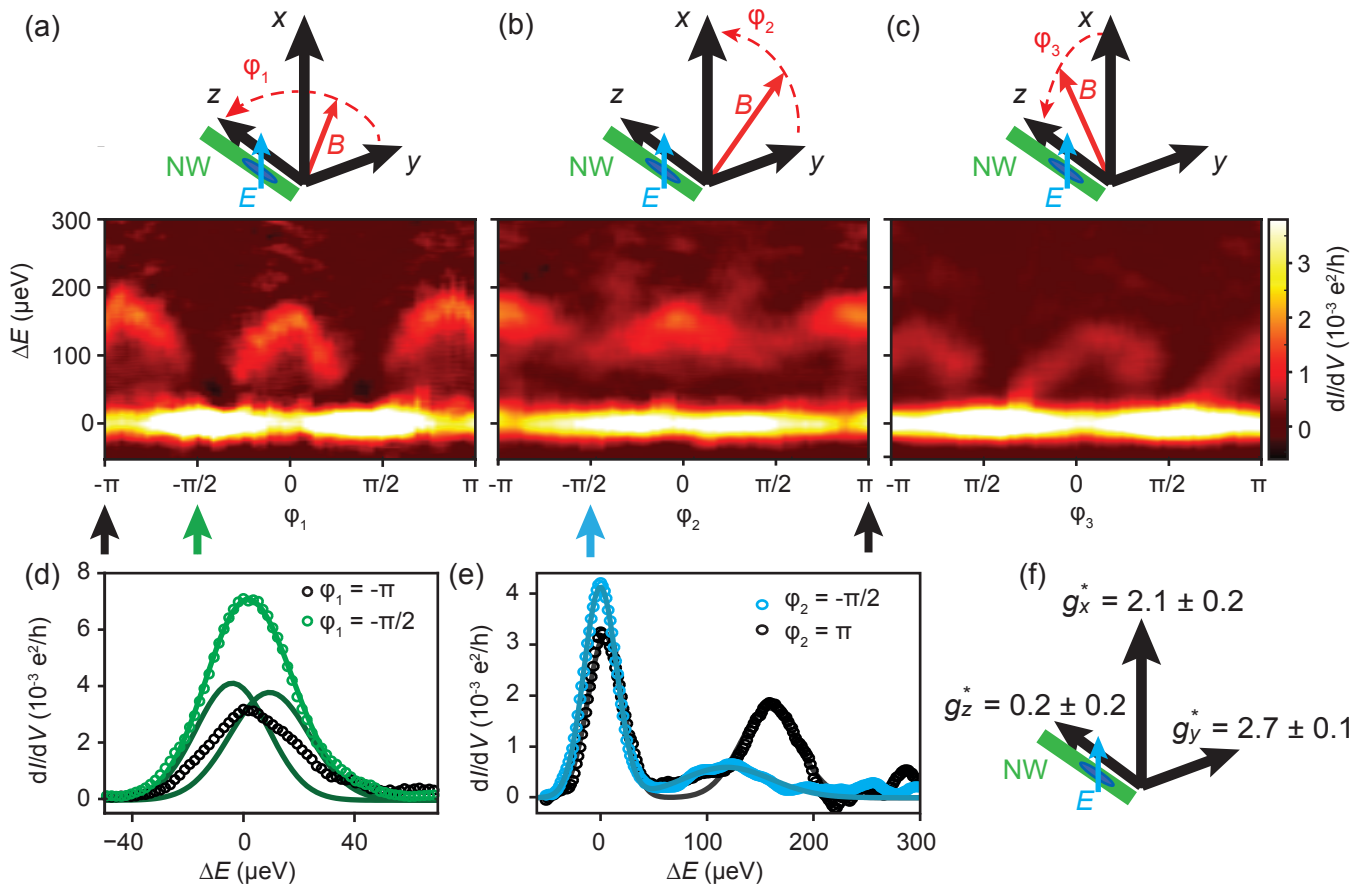 (a)
x
φ₁
z
B
NW
E
y
(b)
x
φ₂
z
B
NW
E
y
(c)
x
φ₃
z
B
NW
E
y
ΔE (μeV)
300
200
100
0
-π
-π/2
0
π/2
π
φ₁
-π/2
0
π/2
π
φ₂
-π
-π/2
0
π/2
π
φ₃
3
2
1
0
dI/dV (10⁻³ e²/h)
(d)
dI/dV (10⁻³ e²/h)
8
6
4
2
0
φ₁ = -π
φ₁ = -π/2
−40
0
40
ΔE (μeV)
(e)
dI/dV (10⁻³ e²/h)
4
3
2
1
0
φ₂ = -π/2
φ₂ = π
0
100
200
300
ΔE (μeV)
(f)
g*ₓ = 2.1 ± 0.2
g*_z = 0.2 ± 0.2
g*_y = 2.7 ± 0.1
NW
E